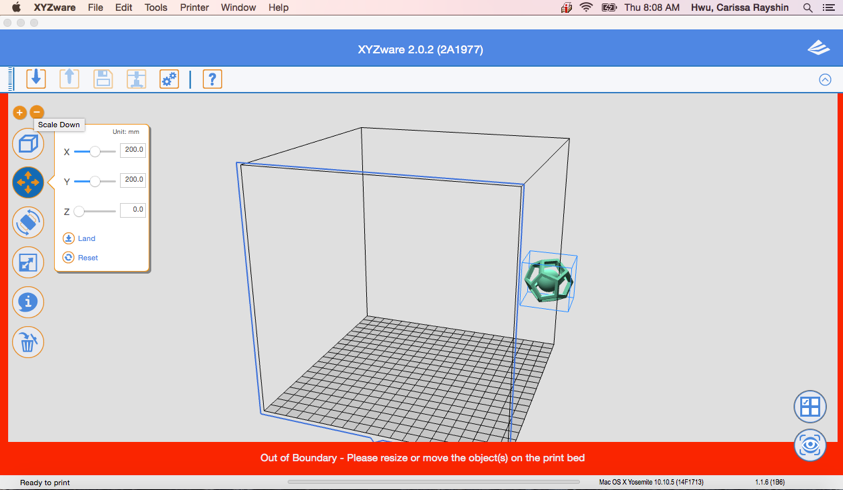 XYZware File Edit Tools Printer Window Help Thu 8:08 AM Hwu, Carissa Rayshin
XYZware 2.0.2 (2A1977)
?
Scale Down
Unit: mm
X 200.0
Y 200.0
Z 0.0
Land
Reset
i
Out of Boundary - Please resize or move the object(s) on the print bed
Ready to print Mac OS X Yosemite 10.10.5 (14F1713) 1.1.6 (1B6)